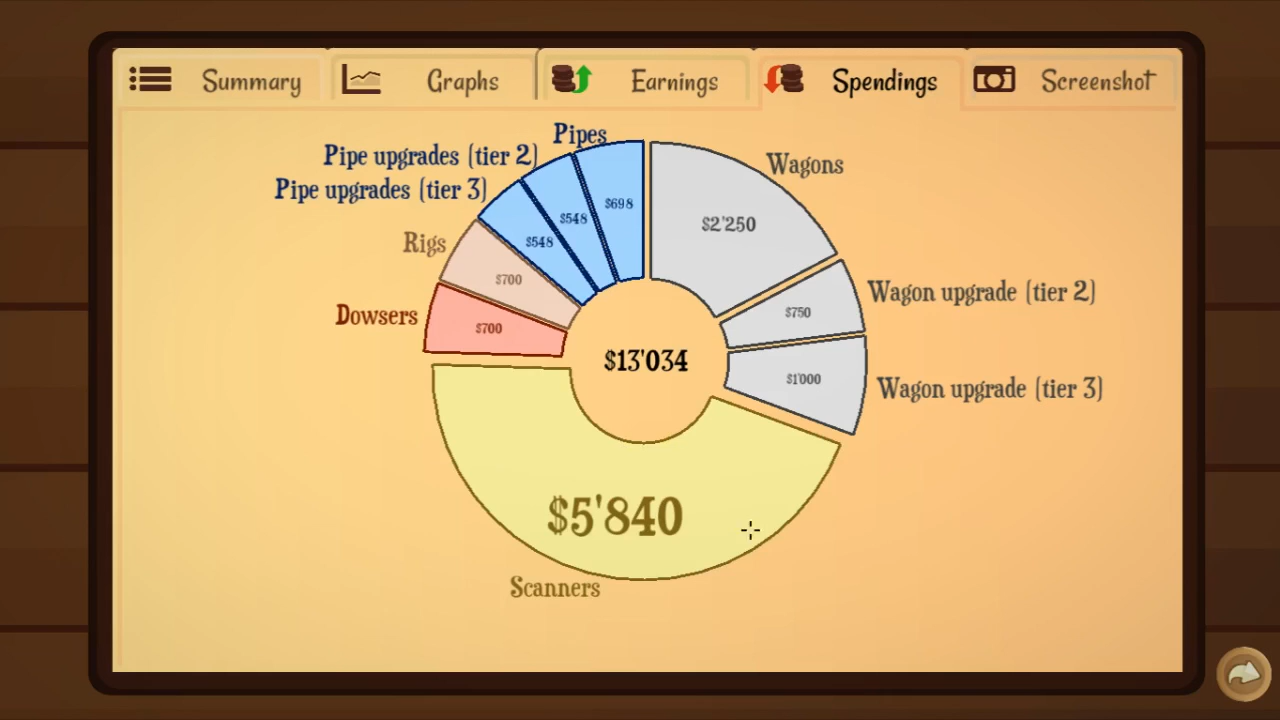 Summary
Graphs
Earnings
Spendings
Screenshot
Pipes
Pipe upgrades (tier 2)
Pipe upgrades (tier 3)
Wagons
$698
$548
$548
$2'250
Rigs
$700
Wagon upgrade (tier 2)
$750
Dowsers
$700
$13'034
$1'000
Wagon upgrade (tier 3)
$5'840
Scanners